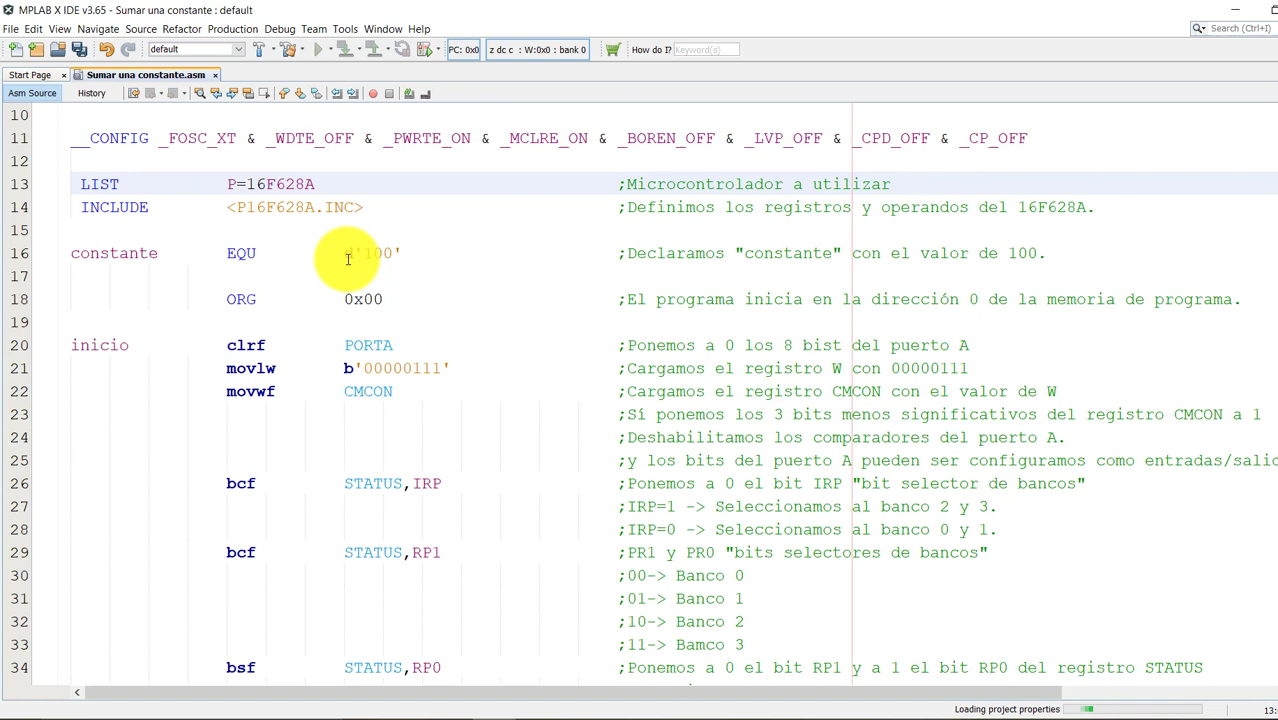 MPLAB X IDE v3.65 - Sumar una constante : default
File Edit View Navigate Source Refactor Production Debug Team Tools Window Help
Search (Ctrl+I)
default PC: 0x0 z dc c : W:0x0 : bank 0 How do I? Keyword(s)
Start Page × Sumar una constante.asm ×
Asm Source History
10
11 __CONFIG _FOSC_XT & _WDTE_OFF & _PWRTE_ON & _MCLRE_ON & _BOREN_OFF & _LVP_OFF & _CPD_OFF & _CP_OFF
12
13 LIST P=16F628A ;Microcontrolador a utilizar
14 INCLUDE <P16F628A.INC> ;Definimos los registros y operandos del 16F628A.
15
16 constante EQU d'100' ;Declaramos "constante" con el valor de 100.
17
18 ORG 0x00 ;El programa inicia en la dirección 0 de la memoria de programa.
19
20 inicio clrf PORTA ;Ponemos a 0 los 8 bist del puerto A
21 movlw b'00000111' ;Cargamos el registro W con 00000111
22 movwf CMCON ;Cargamos el registro CMCON con el valor de W
23 ;Sí ponemos los 3 bits menos significativos del registro CMCON a 1
24 ;Deshabilitamos los comparadores del puerto A.
25 ;y los bits del puerto A pueden ser configuramos como entradas/salid
26 bcf STATUS,IRP ;Ponemos a 0 el bit IRP "bit selector de bancos"
27 ;IRP=1 -> Seleccionamos al banco 2 y 3.
28 ;IRP=0 -> Seleccionamos al banco 0 y 1.
29 bcf STATUS,RP1 ;PR1 y PR0 "bits selectores de bancos"
30 ;00-> Banco 0
31 ;01-> Banco 1
32 ;10-> Banco 2
33 ;11-> Bamco 3
34 bsf STATUS,RP0 ;Ponemos a 0 el bit RP1 y a 1 el bit RP0 del registro STATUS
Loading project properties 13: